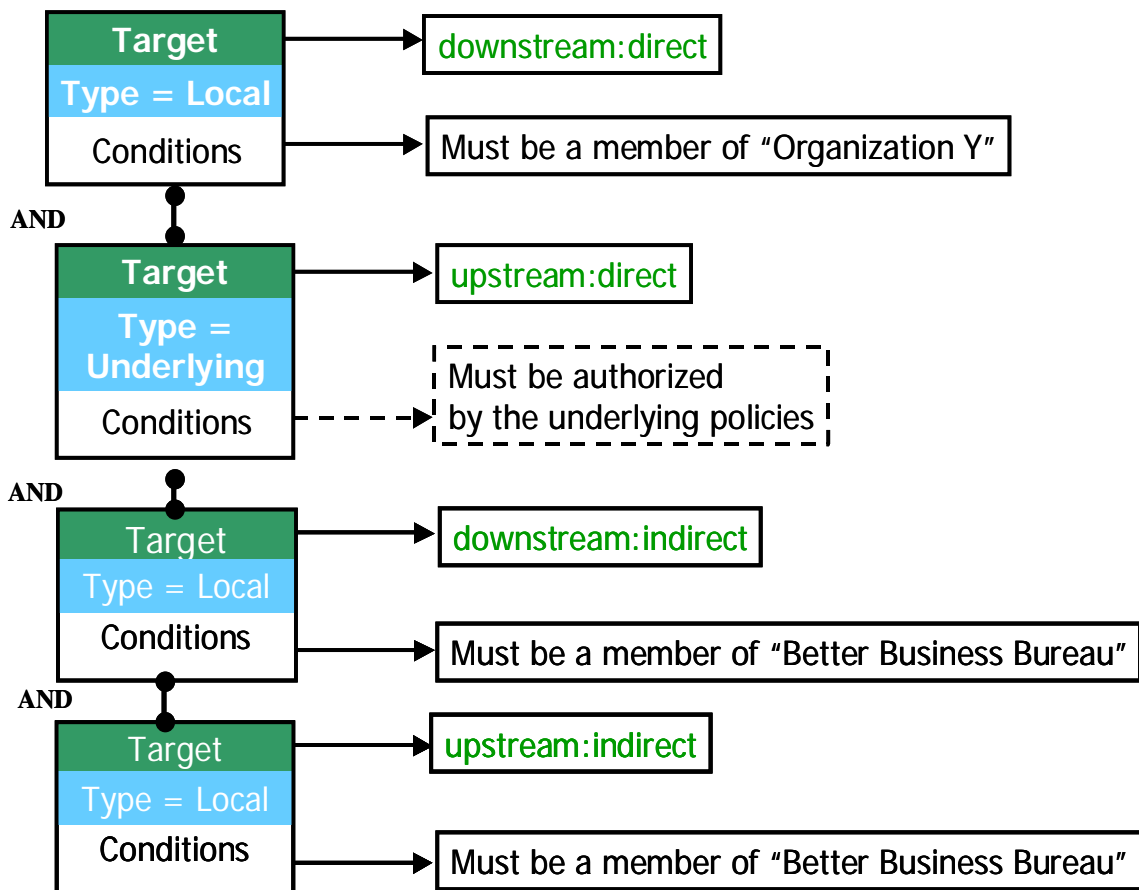 Target
downstream:direct
Type = Local
Conditions
Must be a member of “Organization Y”
AND
Target
upstream:direct
Type =
Underlying
Conditions
Must be authorized
by the underlying policies
AND
Target
downstream:indirect
Type = Local
Conditions
Must be a member of “Better Business Bureau”
AND
Target
upstream:indirect
Type = Local
Conditions
Must be a member of “Better Business Bureau”